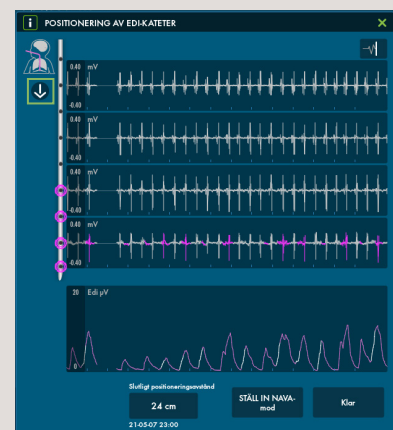 i POSITIONERING AV EDI-KATETER
0.40 mV
-0.40
0.40 mV
-0.40
0.40 mV
-0.40
0.40 mV
-0.40
20 Edi µV
0
Slutligt positioneringsavstånd
24 cm
STÄLL IN NAVA-
mod
Klar
21-05-07 23:00